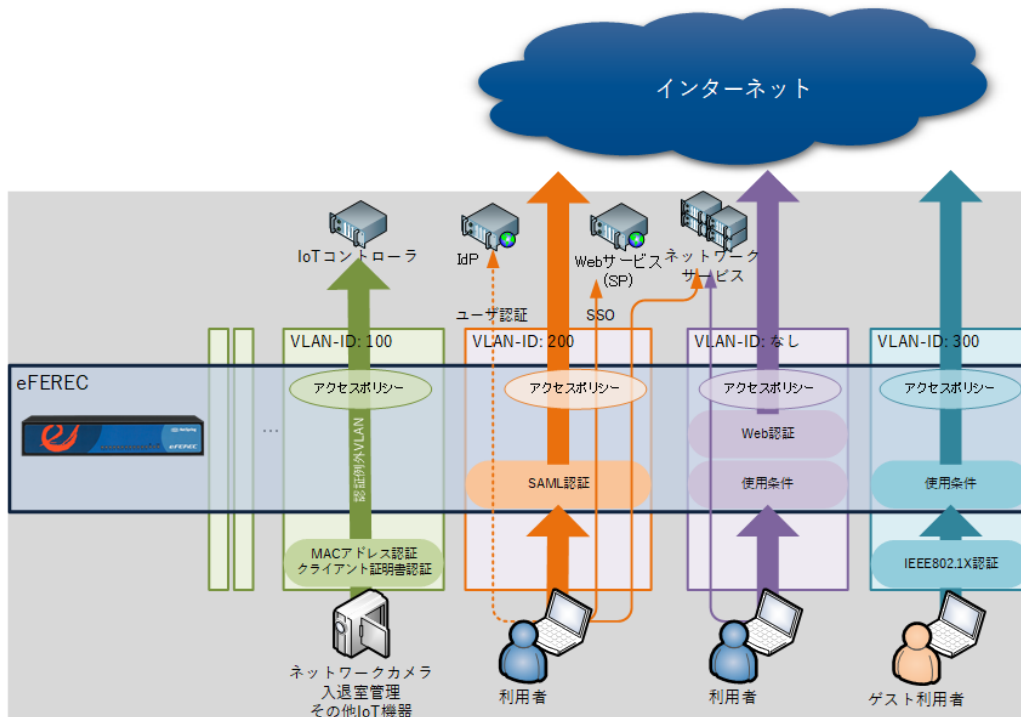 インターネット
IoTコントローラ
IdP
Webサービス
(SP)
ネットワーク
サービス
ユーザ認証
SSO
VLAN-ID: 100
VLAN-ID: 200
VLAN-ID: なし
VLAN-ID: 300
eFEREC
アクセスポリシー
アクセスポリシー
アクセスポリシー
アクセスポリシー
...
認証例外VLAN
Web認証
SAML認証
使用条件
使用条件
eFEREC
MACアドレス認証
クライアント証明書認証
IEEE802.1X認証
ネットワークカメラ
入退室管理
その他IoT機器
利用者
利用者
ゲスト利用者